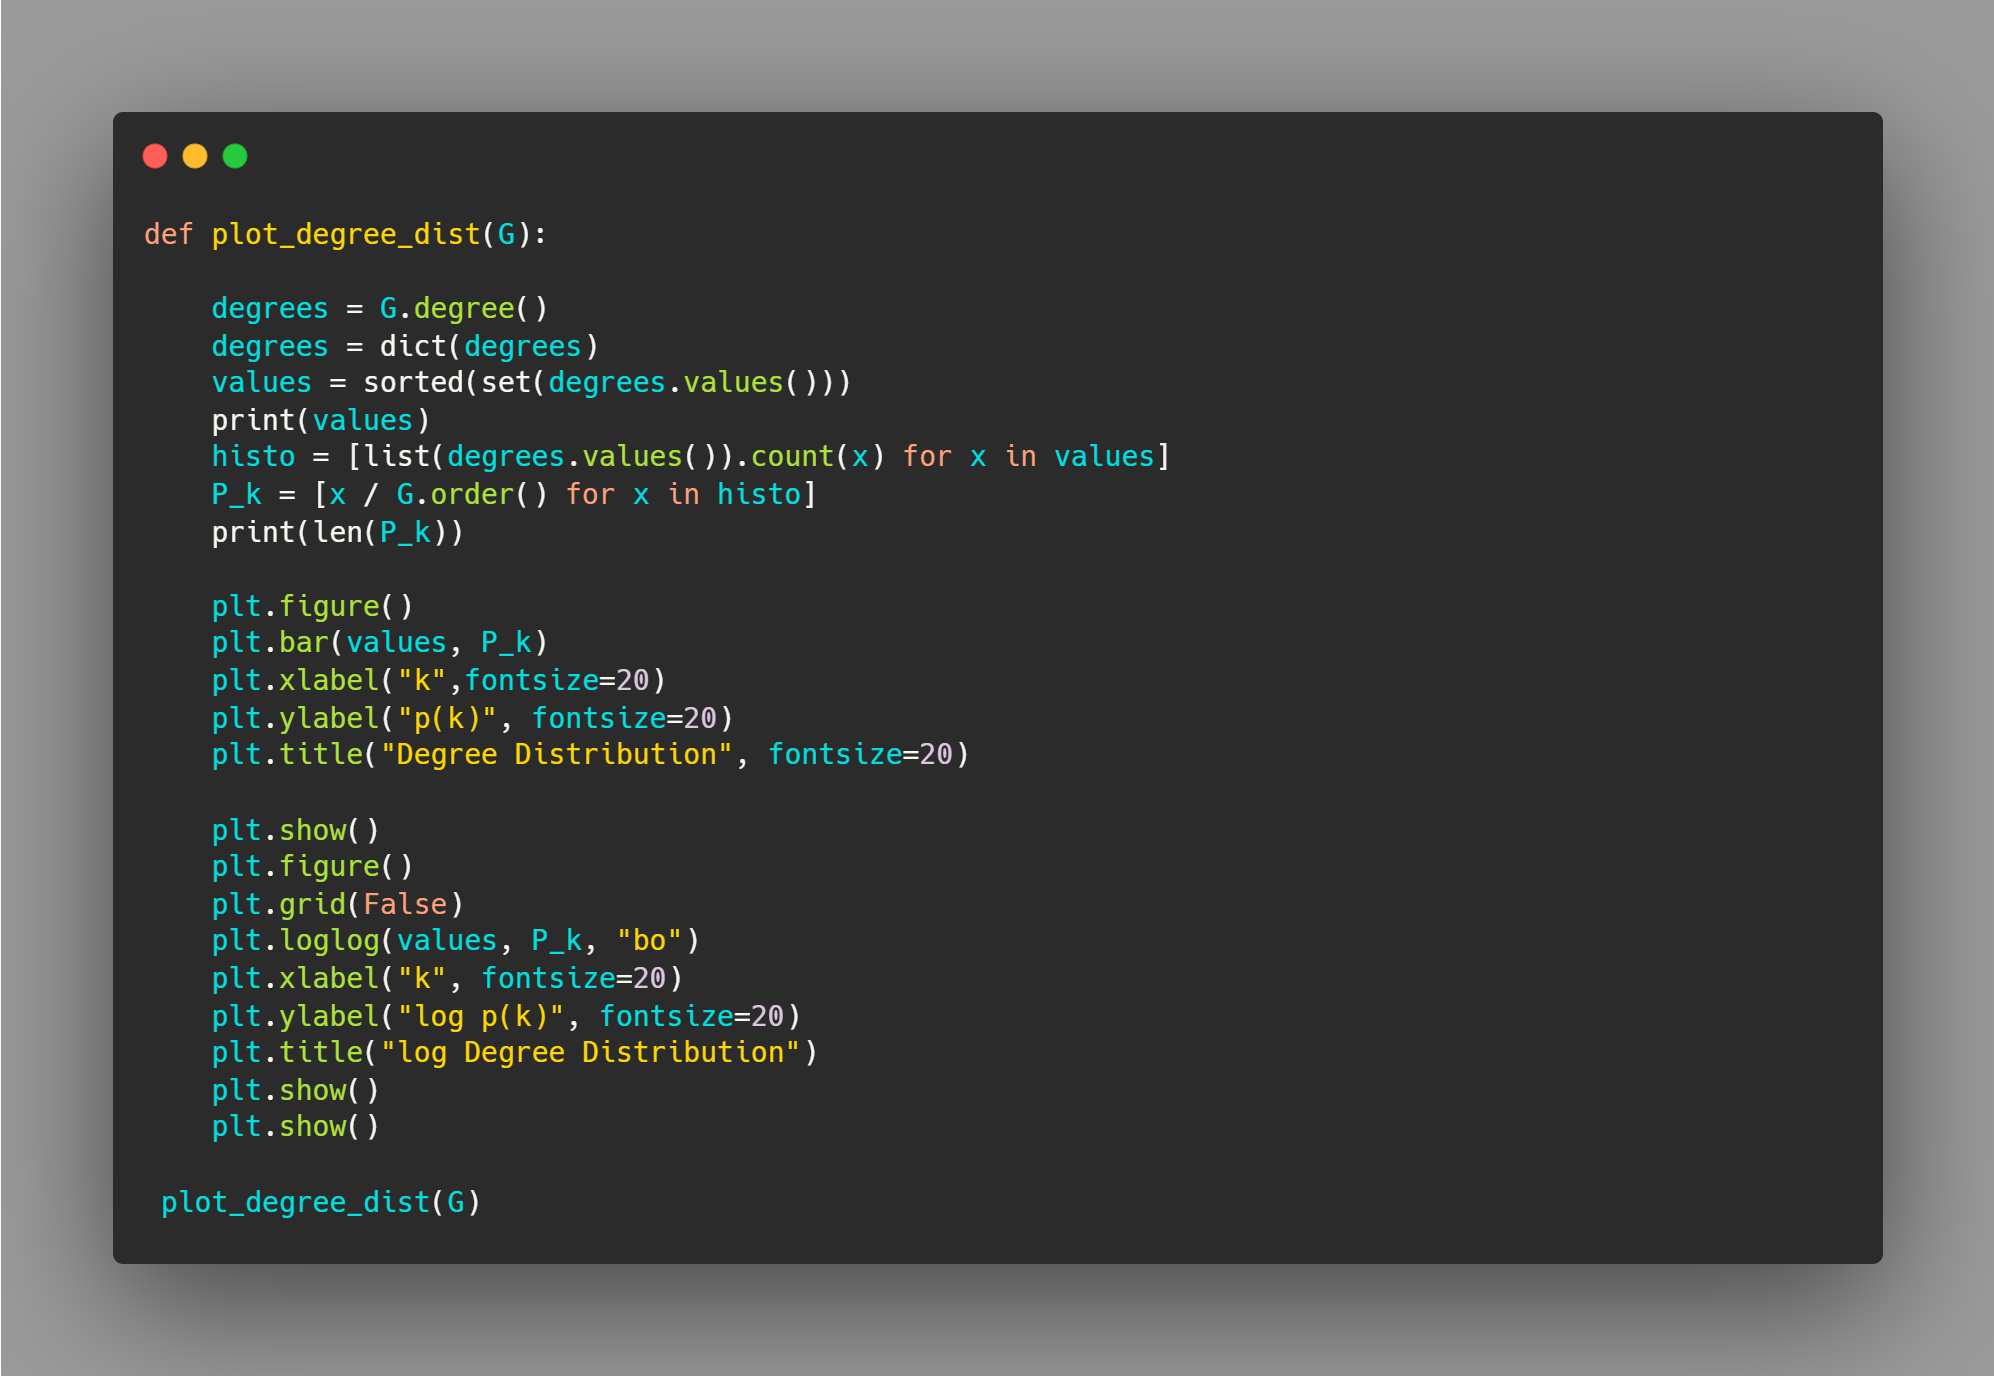 def plot_degree_dist(G):

    degrees = G.degree()
    degrees = dict(degrees)
    values = sorted(set(degrees.values()))
    print(values)
    histo = [list(degrees.values()).count(x) for x in values]
    P_k = [x / G.order() for x in histo]
    print(len(P_k))

    plt.figure()
    plt.bar(values, P_k)
    plt.xlabel("k",fontsize=20)
    plt.ylabel("p(k)", fontsize=20)
    plt.title("Degree Distribution", fontsize=20)

    plt.show()
    plt.figure()
    plt.grid(False)
    plt.loglog(values, P_k, "bo")
    plt.xlabel("k", fontsize=20)
    plt.ylabel("log p(k)", fontsize=20)
    plt.title("log Degree Distribution")
    plt.show()
    plt.show()

 plot_degree_dist(G)